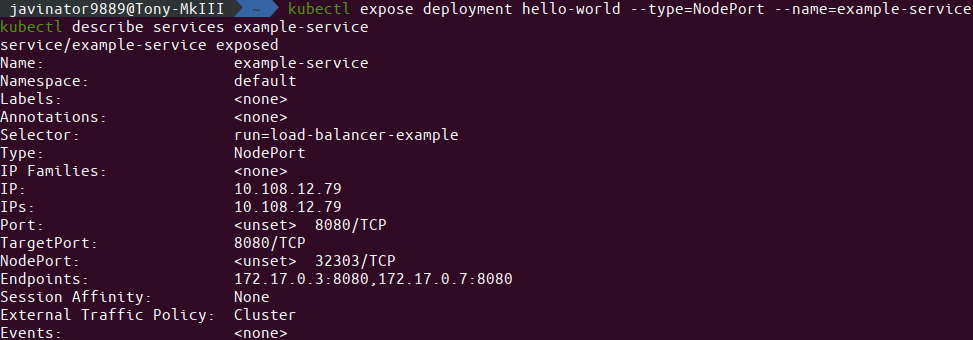 javinator9889@Tony-MkIII ~ kubectl expose deployment hello-world --type=NodePort --name=example-service
kubectl describe services example-service
service/example-service exposed
Name: example-service
Namespace: default
Labels: <none>
Annotations: <none>
Selector: run=load-balancer-example
Type: NodePort
IP Families: <none>
IP: 10.108.12.79
IPs: 10.108.12.79
Port: <unset> 8080/TCP
TargetPort: 8080/TCP
NodePort: <unset> 32303/TCP
Endpoints: 172.17.0.3:8080,172.17.0.7:8080
Session Affinity: None
External Traffic Policy: Cluster
Events: <none>